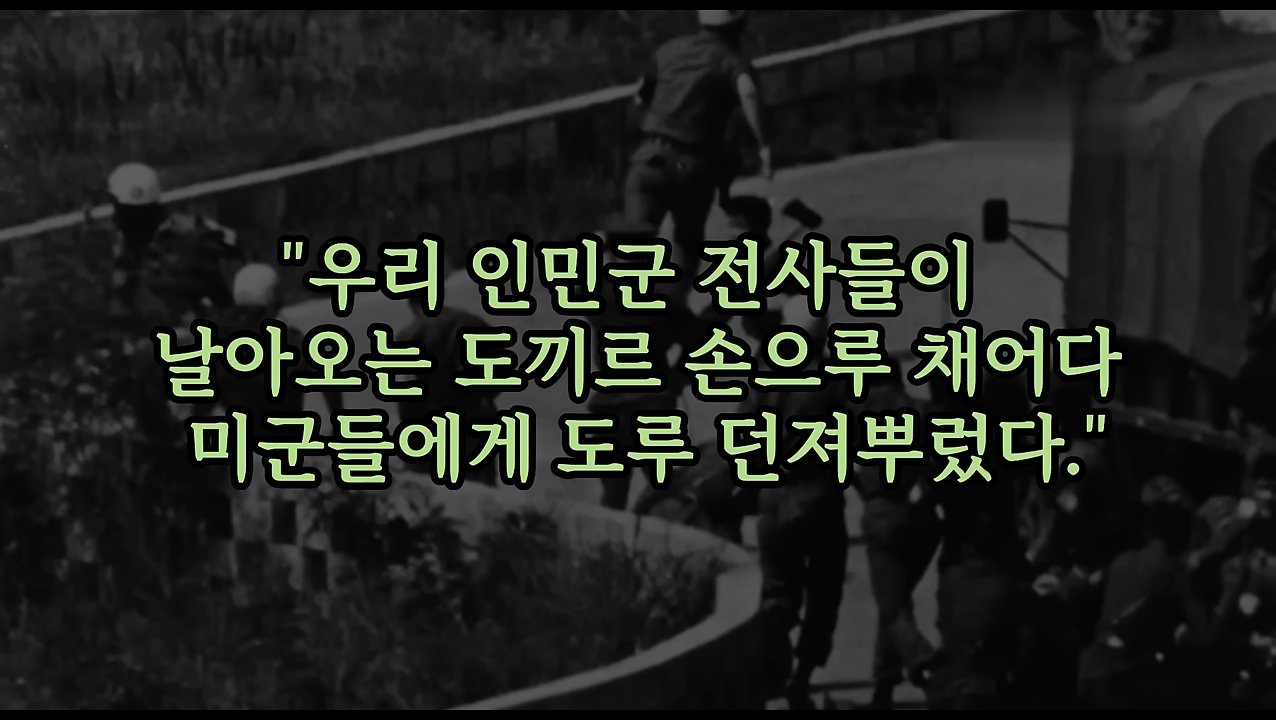 "우리 인민군 전사들이
날아오는 도끼르 손으루 채어다
미군들에게 도루 던져뿌렀다."